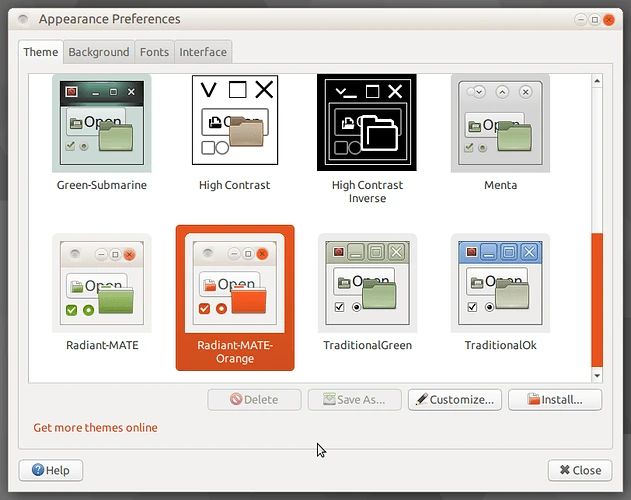 Appearance Preferences
Theme Background Fonts Interface
Open Open Open Open
Green-Submarine High Contrast High Contrast Menta
Inverse
Open Open Open Open
Radiant-MATE Radiant-MATE- TraditionalGreen TraditionalOk
Orange
Delete Save As... Customize... Install...
Get more themes online
Help Close